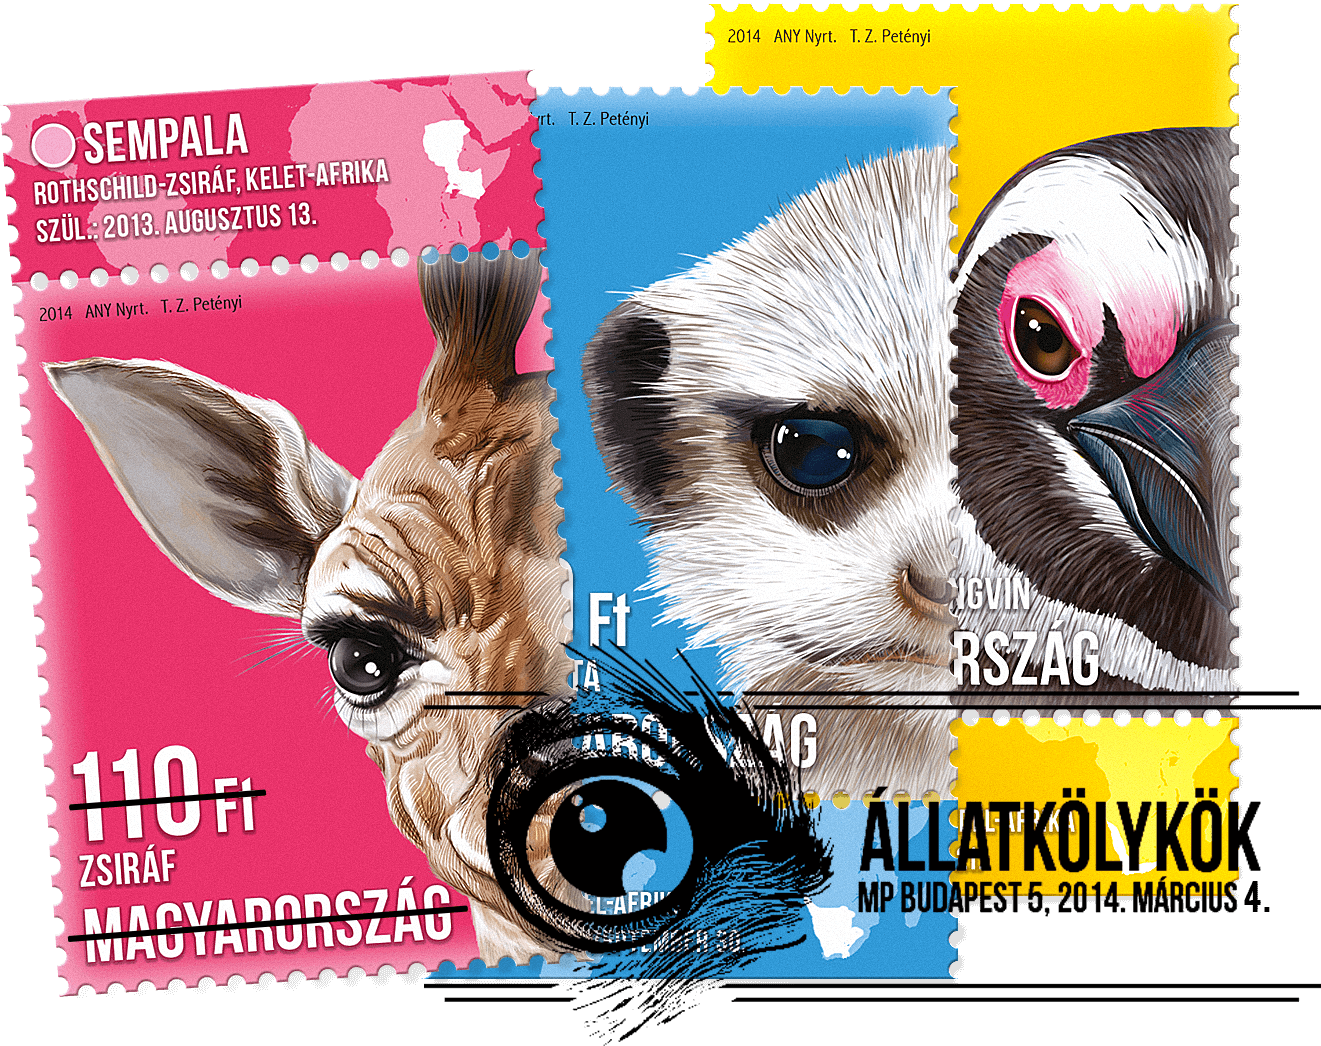 2014 ANY Nyrt. T. Z. Petényi
T. Z. Petényi
SEMPALA
ROTHSCHILD-ZSIRÁF, KELET-AFRIKA
SZÜL.: 2013. AUGUSZTUS 13.
2014 ANY Nyrt. T. Z. Petényi
Ft
110 Ft
ZSIRÁF
MAGYARORSZÁG
ÁLLATKÖLYKÖK
MP BUDAPEST 5, 2014. MÁRCIUS 4.